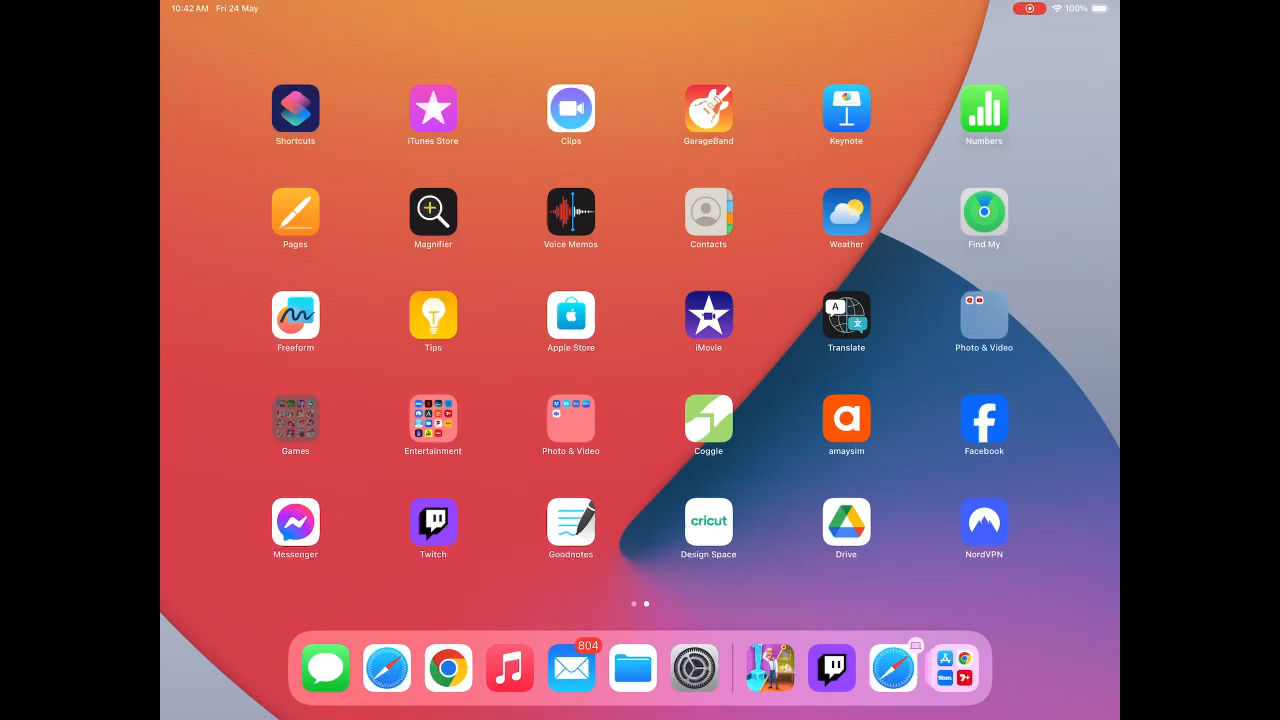 10:42 AM Fri 24 May 100%
Shortcuts iTunes Store Clips GarageBand Keynote Numbers
Pages Magnifier Voice Memos Contacts Weather Find My
Freeform Tips Apple Store iMovie Translate Photo & Video
Games Entertainment Photo & Video Coggle amaysim Facebook
cricut
Messenger Twitch Goodnotes Design Space Drive NordVPN
804